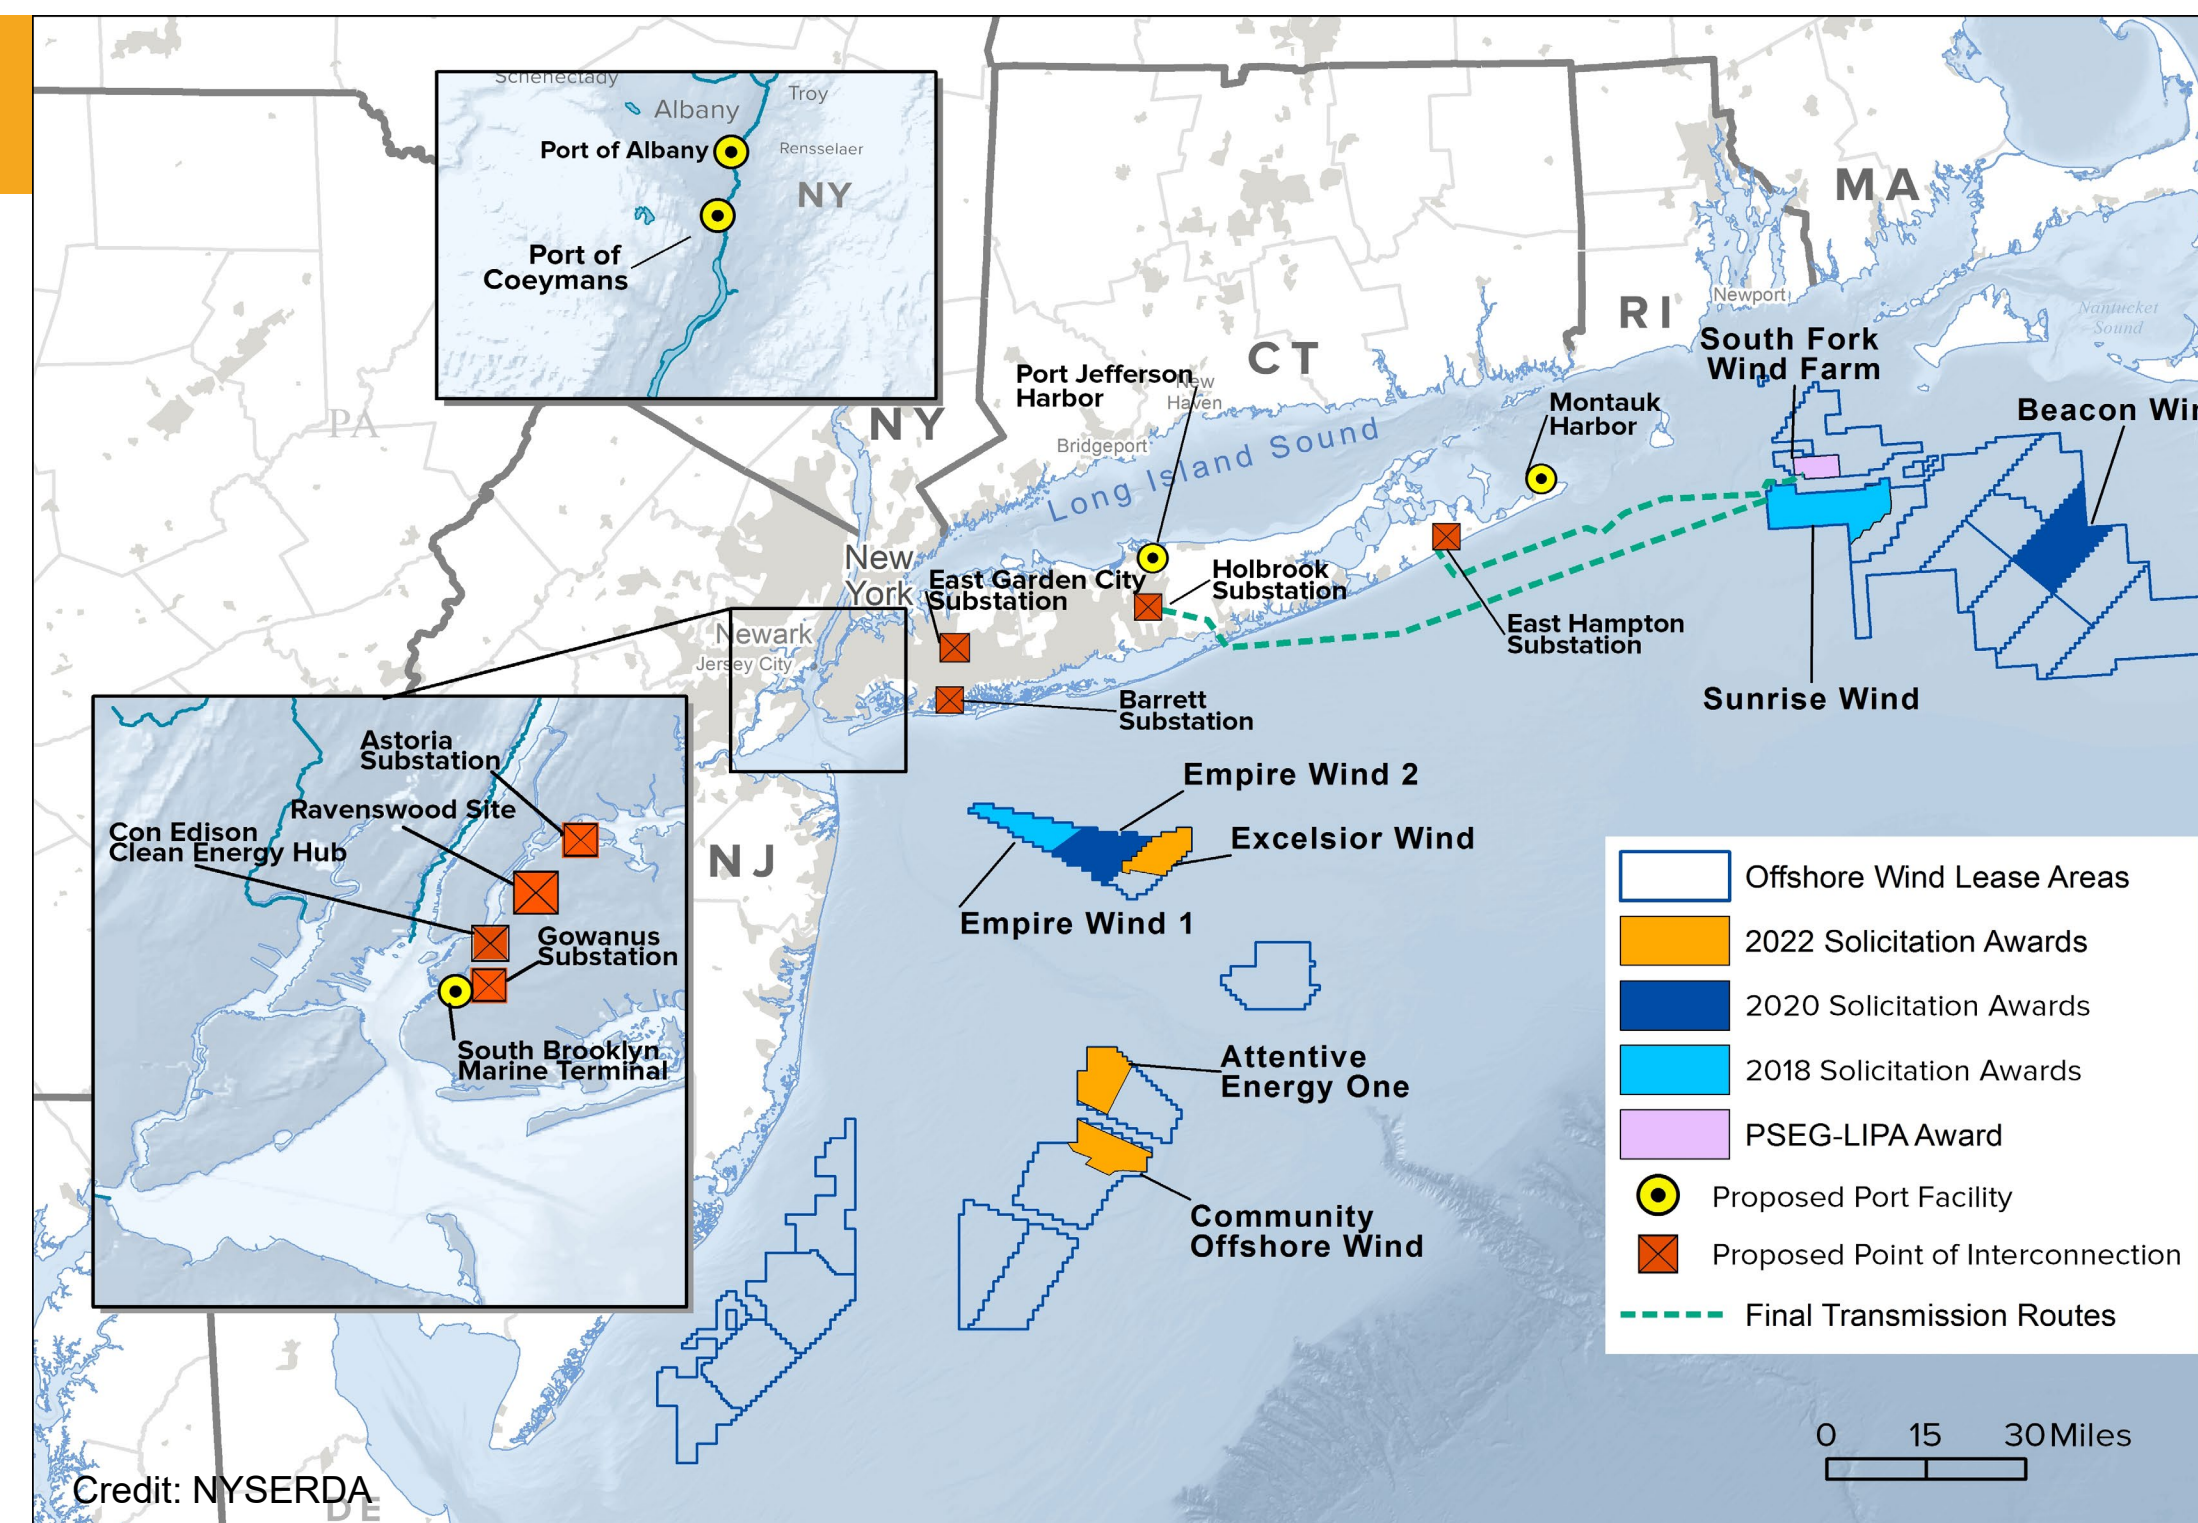 Schenectady
Albany
Troy
Port of Albany
Rensselaer
NY
Port of
Coeymans
MA
RI
Newport
Nantucket
Sound
South Fork
Wind Farm
CT
Port Jefferson
Harbor
New
Haven
Montauk
Harbor
Beacon Wi
PA
NY
Bridgeport
Long Island Sound
New
York
East Garden City
Substation
Holbrook
Substation
East Hampton
Substation
Newark
Jersey City
Barrett
Substation
Sunrise Wind
Astoria
Substation
Ravenswood Site
Con Edison
Clean Energy Hub
Gowanus
Substation
South Brooklyn
Marine Terminal
Empire Wind 2
Excelsior Wind
Empire Wind 1
NJ
Attentive
Energy One
Community
Offshore Wind
Offshore Wind Lease Areas
2022 Solicitation Awards
2020 Solicitation Awards
2018 Solicitation Awards
PSEG-LIPA Award
Proposed Port Facility
Proposed Point of Interconnection
Final Transmission Routes
0 15 30 Miles
Credit: NYSERDA
DE